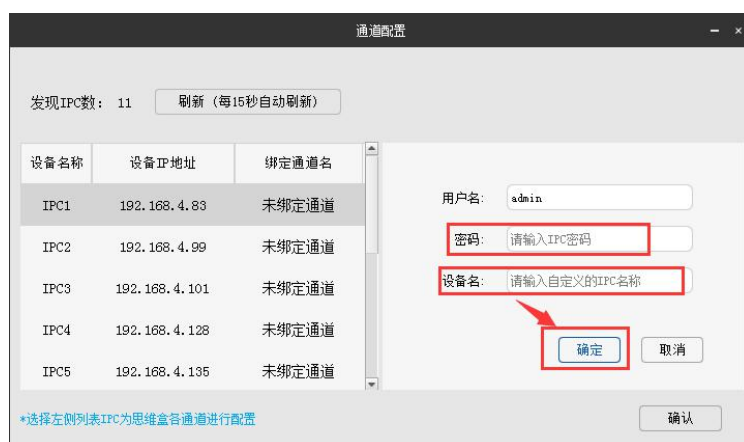 通道配置
发现IPC数: 11 刷新（每15秒自动刷新）
设备名称 设备IP地址 绑定通道名
IPC1 192.168.4.83 未绑定通道
IPC2 192.168.4.99 未绑定通道
IPC3 192.168.4.101 未绑定通道
IPC4 192.168.4.128 未绑定通道
IPC5 192.168.4.135 未绑定通道
用户名: admin
密码: 请输入IPC密码
设备名: 请输入自定义的IPC名称
确定 取消
*选择左侧列表IPC为思维盒各通道进行配置
确认